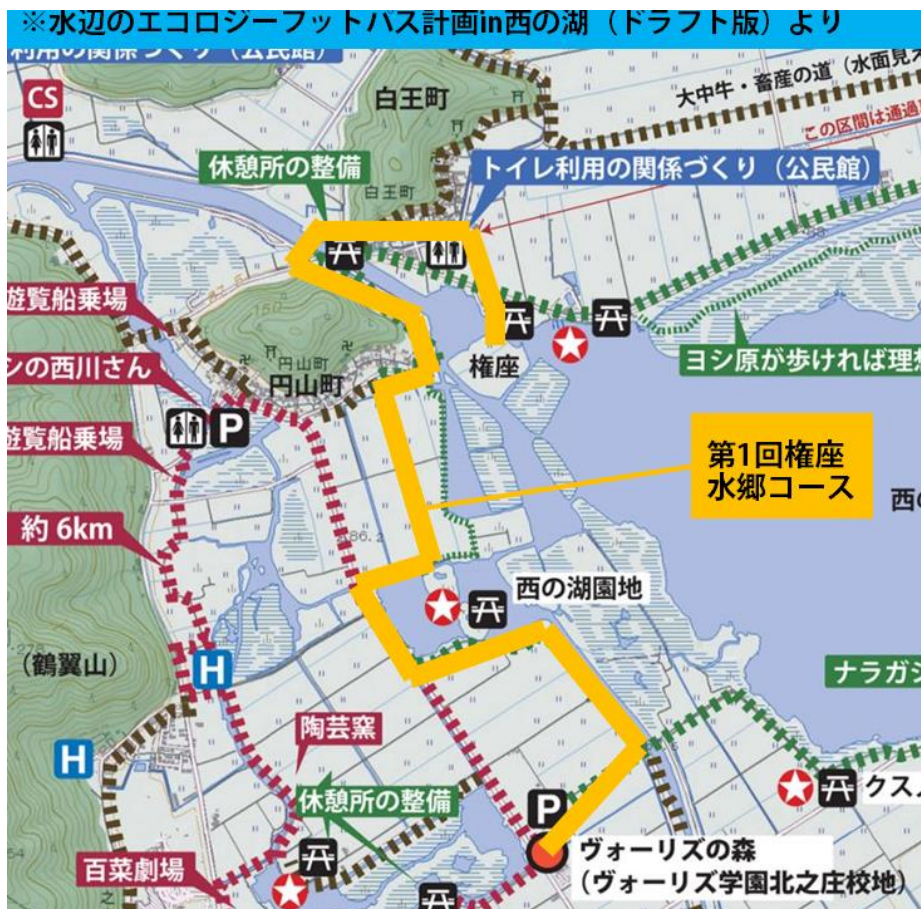 ※水辺のエコロジーフットパス計画in西の湖（ドラフト版）より
利用の関係づくり（公民館）
CS
白王町
大中牛・畜産の道（水面見え
この区間は通過
休憩所の整備
トイレ利用の関係づくり（公民館）
白王町
遊覧船乗場
ンの西川さん
円山町
円山町
権座
ヨシ原が歩ければ理想
P
遊覧船乗場
第1回権座
水郷コース
西の
約 6km
86.2
西の湖園地
（鶴翼山）
H
ナラガシ
陶芸窯
H
休憩所の整備
P
クスノ
百菜劇場
ヴォーリズの森
（ヴォーリズ学園北之庄校地）